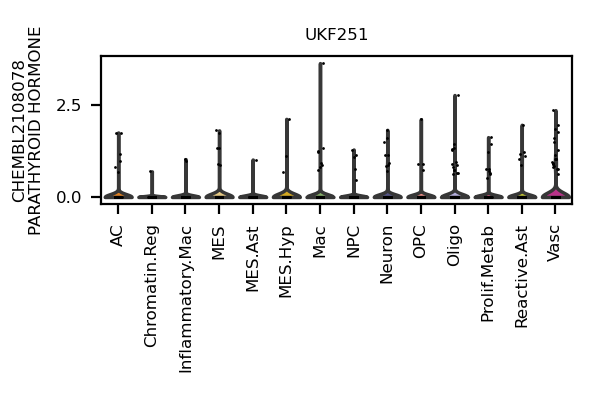 UKF251
CHEMBL2108078
PARATHYROID HORMONE
2.5
0.0
AC
Chromatin.Reg
Inflammatory.Mac
MES
MES.Ast
MES.Hyp
Mac
NPC
Neuron
OPC
Oligo
Prolif.Metab
Reactive.Ast
Vasc